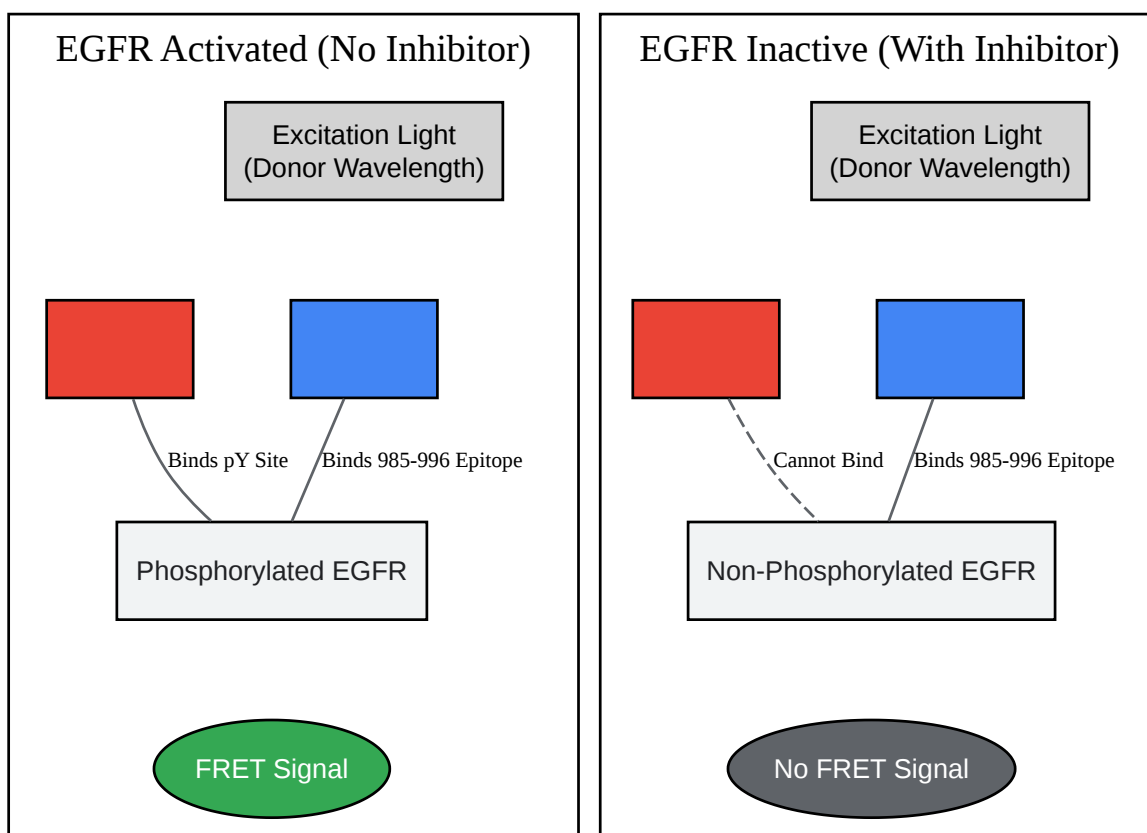 EGFR Activated (No Inhibitor)
Excitation Light
(Donor Wavelength)
Binds pY Site
Binds 985-996 Epitope
Phosphorylated EGFR
FRET Signal
EGFR Inactive (With Inhibitor)
Excitation Light
(Donor Wavelength)
Cannot Bind
Binds 985-996 Epitope
Non-Phosphorylated EGFR
No FRET Signal